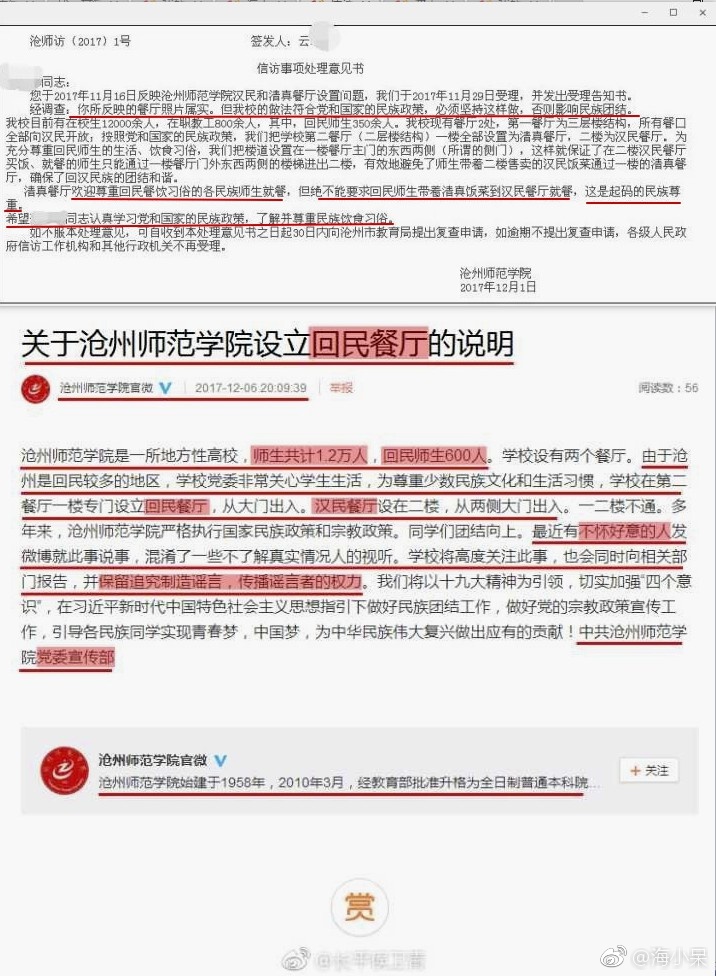 沧师访（2017）1号
签发人：云
信访事项处理意见书
同志：
您于2017年11月16日反映沧州师范学院汉民和清真餐厅设置问题，我们于2017年11月29日受理，并发出受理告知书。
经调查：你所反映的餐厅照片属实。但我校的做法符合党和国家的民族政策，必须坚持这样做，否则影响民族团结。
我校目前有在校生12000余人，在职教工800余人，其中，回民师生350余人。我校现有餐厅2处，第一餐厅为三层楼结构，所有餐口
全部向汉民开放；按照党和国家的民族政策，我们把学校第二餐厅（二层楼结构）一楼全部设置为清真餐厅，二楼为汉民餐厅。为
充分尊重回民师生的生活、饮食习俗，我们把楼道设置在一楼餐厅主门的东西两侧（所谓的侧门），这样就保证了在二楼汉民餐厅
买饭、就餐的师生只能通过一楼餐厅门外东西两侧的楼梯进出二楼，有效地避免了师生带着二楼售卖的汉民饭菜通过一楼的清真餐
厅，确保了回汉民族的团结和谐。
清真餐厅欢迎尊重回民餐饮习俗的各民族师生就餐，但绝不能要求回民师生带着清真饭菜到汉民餐厅就餐，这是起码的民族尊
重。
希望 同志认真学习党和国家的民族政策，了解并尊重民族饮食习俗。
如不服本处理意见，可自收到本处理意见书之日起30日内向沧州市教育局提出复查申请，如逾期不提出复查申请，各级人民政
府信访工作机构和其他行政机关不再受理。
沧州师范学院
2017年12月1日
关于沧州师范学院设立回民餐厅的说明
沧州师范学院官微 2017-12-06 20:09:39 举报 阅读数：56
沧州师范学院是一所地方性高校，师生共计1.2万人，回民师生600人。学校设有两个餐厅。由于沧
州是回民较多的地区，学校党委非常关心学生生活，为尊重少数民族文化和生活习惯，学校在第二
餐厅一楼专门设立回民餐厅，从大门出入。汉民餐厅设在二楼，从两侧大门出入。一二楼不通。多
年来，沧州师范学院严格执行国家民族政策和宗教政策。同学们团结向上。最近有不怀好意的人发
微博就此事说事，混淆了一些不了解真实情况人的视听。学校将高度关注此事，也会同时向相关部
门报告，并保留追究制造谣言，传播谣言者的权力。我们将以十九大精神为引领，切实加强“四个意
识”，在习近平新时代中国特色社会主义思想指引下做好民族团结工作，做好党的宗教政策宣传工
作，引导各民族同学实现青春梦，中国梦，为中华民族伟大复兴做出应有的贡献！中共沧州师范学
院党委宣传部
沧州师范学院官微
沧州师范学院始建于1958年，2010年3月，经教育部批准升格为全日制普通本科院...
+ 关注
赏
@海小呆